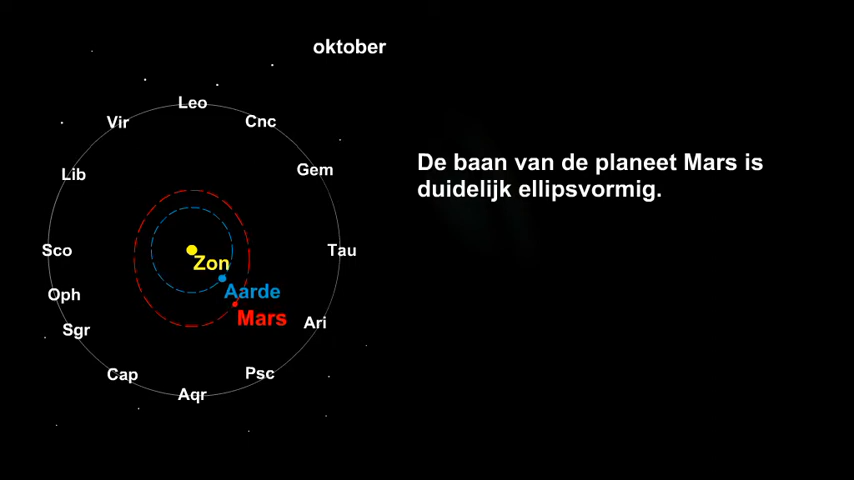 oktober
Leo
Vir
Cnc
Lib
Gem
De baan van de planeet Mars is
duidelijk ellipsvormig.
Sco
Zon
Tau
Oph
Aarde
Sgr
Mars
Ari
Cap
Psc
Aqr